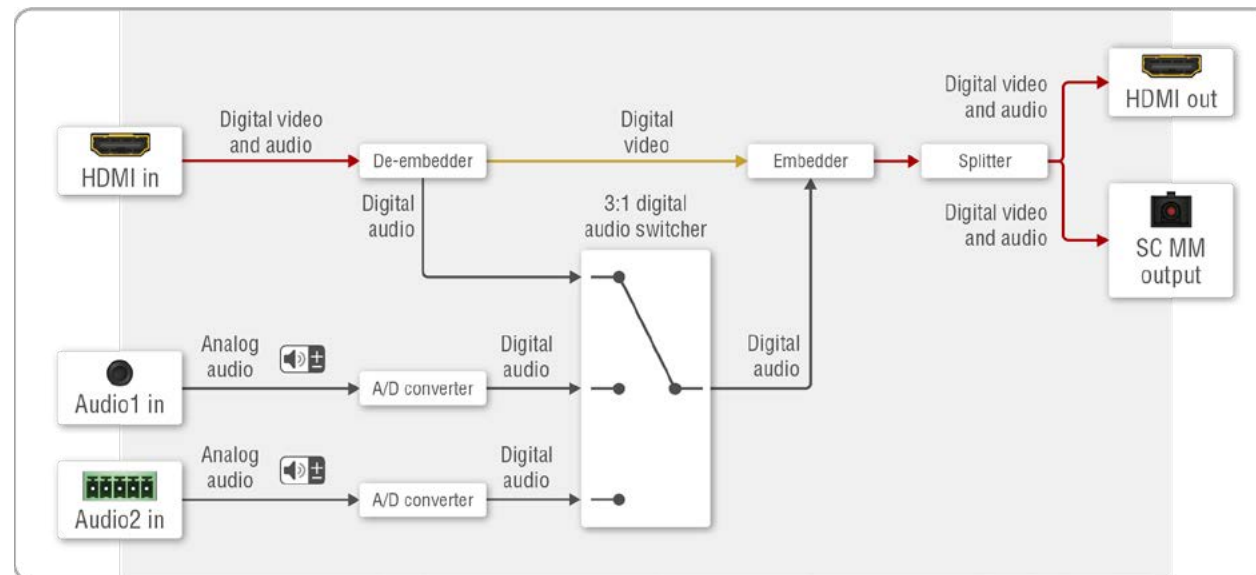 Digital video
and audio
HDMI in
De-embedder
Digital
video
Embedder
Splitter
Digital video
and audio
HDMI out
Digital video
and audio
SC MM
output
Digital
audio
3:1 digital
audio switcher
Analog
audio
Audio1 in
A/D converter
Digital
audio
Digital
audio
Analog
audio
Audio2 in
A/D converter
Digital
audio